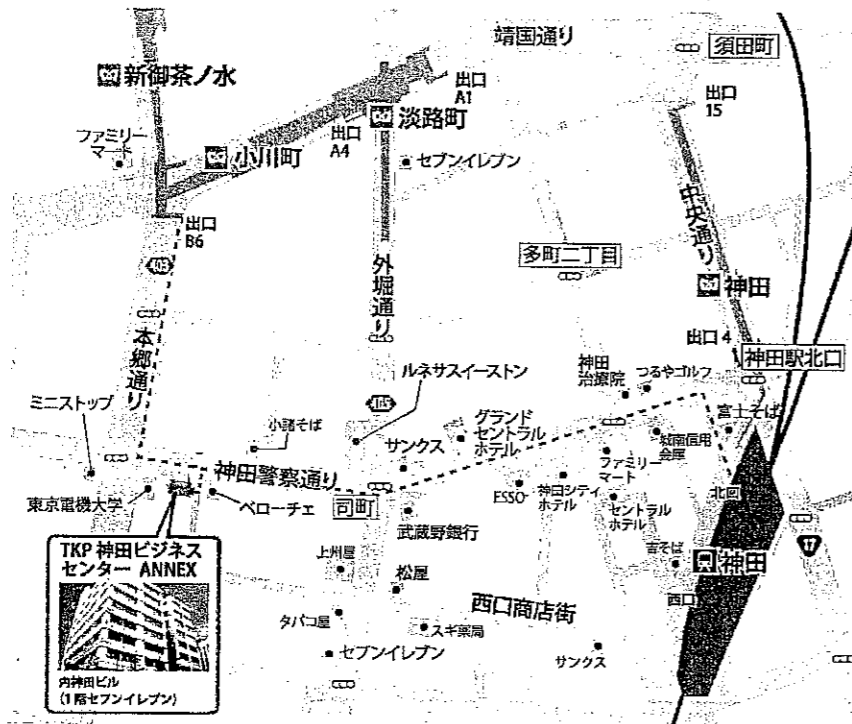 靖国通り
須田町
新御茶ノ水
出口
A1
出口
15
淡路町
出口
A4
ファミリー
マート
小川町
セブンイレブン
中央通り
出口
B6
多町二丁目
403
外堀通り
神田
本郷通り
出口 4
神田駅北口
ルネサスイーストン
神田
治療院
つるやゴルフ
ミニストップ
405
富士そば
小諸そば
グランド
セントラル
ホテル
サンクス
城南信用
金庫
神田警察通り
ファミリー
マート
東京電機大学
ベローチェ
司町
ESSO
神田シティ
ホテル
セントラル
ホテル
北口
武蔵野銀行
TKP 神田ビジネス
センター ANNEX
上州屋
吉そば
神田
17
松屋
西口
西口商店街
タバコ屋
スギ薬局
セブンイレブン
サンクス
内神田ビル
(1階セブンイレブン)